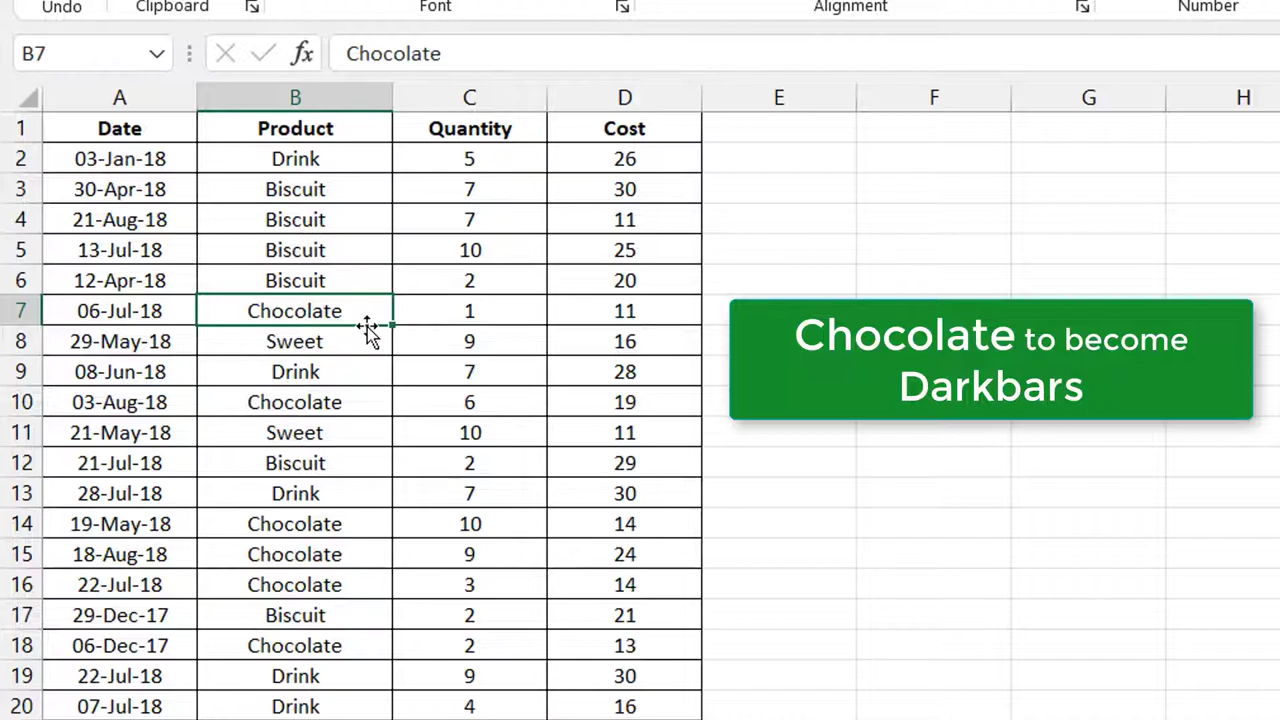 Undo Clipboard Font Alignment Number
B7 fx Chocolate
A B C D E F G H
1 Date Product Quantity Cost
2 03-Jan-18 Drink 5 26
3 30-Apr-18 Biscuit 7 30
4 21-Aug-18 Biscuit 7 11
5 13-Jul-18 Biscuit 10 25
6 12-Apr-18 Biscuit 2 20
7 06-Jul-18 Chocolate 1 11
8 29-May-18 Sweet 9 16
Chocolate to become
Darkbars
9 08-Jun-18 Drink 7 28
10 03-Aug-18 Chocolate 6 19
11 21-May-18 Sweet 10 11
12 21-Jul-18 Biscuit 2 29
13 28-Jul-18 Drink 7 30
14 19-May-18 Chocolate 10 14
15 18-Aug-18 Chocolate 9 24
16 22-Jul-18 Chocolate 3 14
17 29-Dec-17 Biscuit 2 21
18 06-Dec-17 Chocolate 2 13
19 22-Jul-18 Drink 9 30
20 07-Jul-18 Drink 4 16